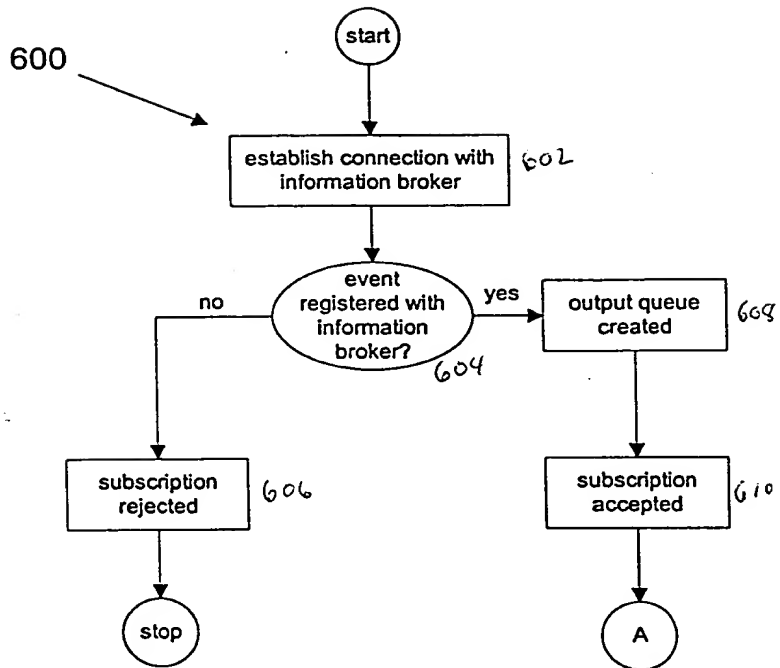 start
600
establish connection with
information broker
602
event
registered with
information
broker?
604
no
yes
output queue
created
608
subscription
rejected
606
subscription
accepted
610
stop
A